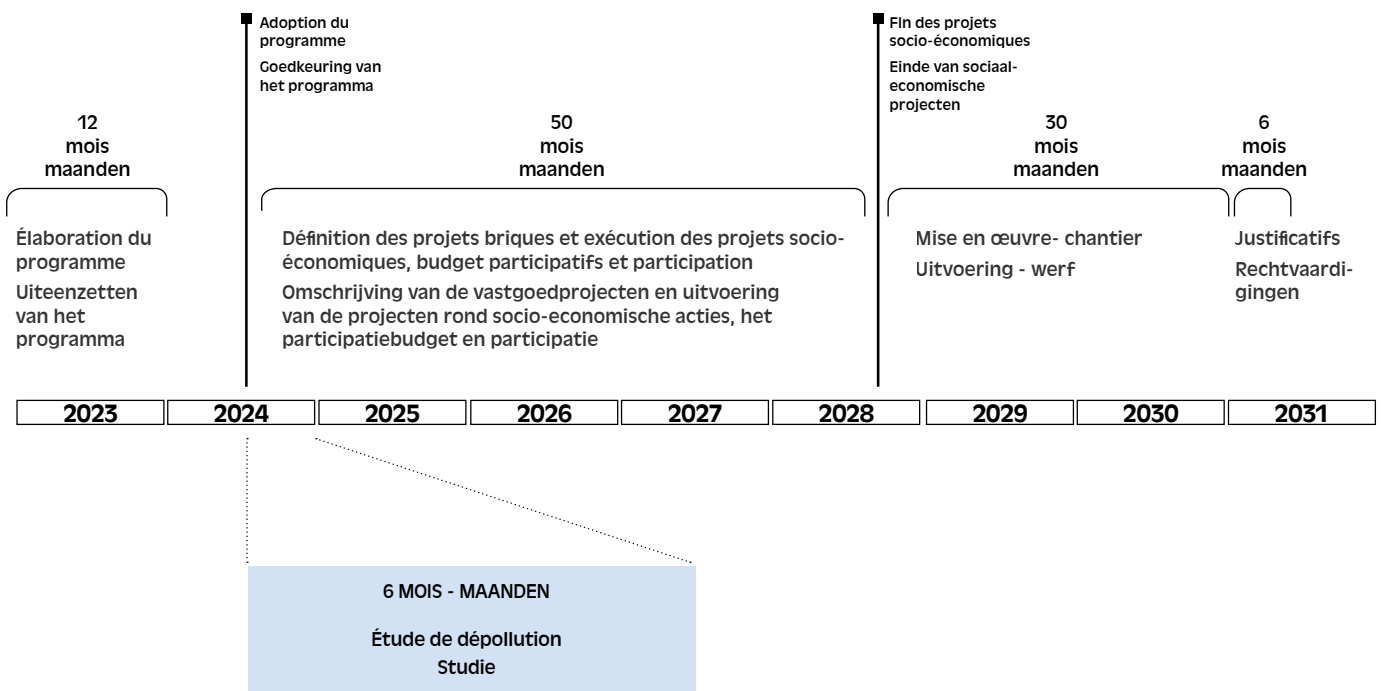 Adoption du
programme
Goedkeuring van
het programma
FIn des projets
socio-économiques
Einde van sociaal-
economische
projecten
12
mois
maanden
50
mois
maanden
30
mois
maanden
6
mois
maanden
Élaboration du
programme
Uiteenzetten
van het
programma
Définition des projets briques et exécution des projets socio-
économiques, budget participatifs et participation
Omschrijving van de vastgoedprojecten en uitvoering
van de projecten rond socio-economische acties, het
participatiebudget en participatie
Mise en œuvre- chantier
Uitvoering - werf
Justificatifs
Rechtvaardi-
gingen
2023
2024
2025
2026
2027
2028
2029
2030
2031
6 MOIS - MAANDEN
Étude de dépollution
Studie